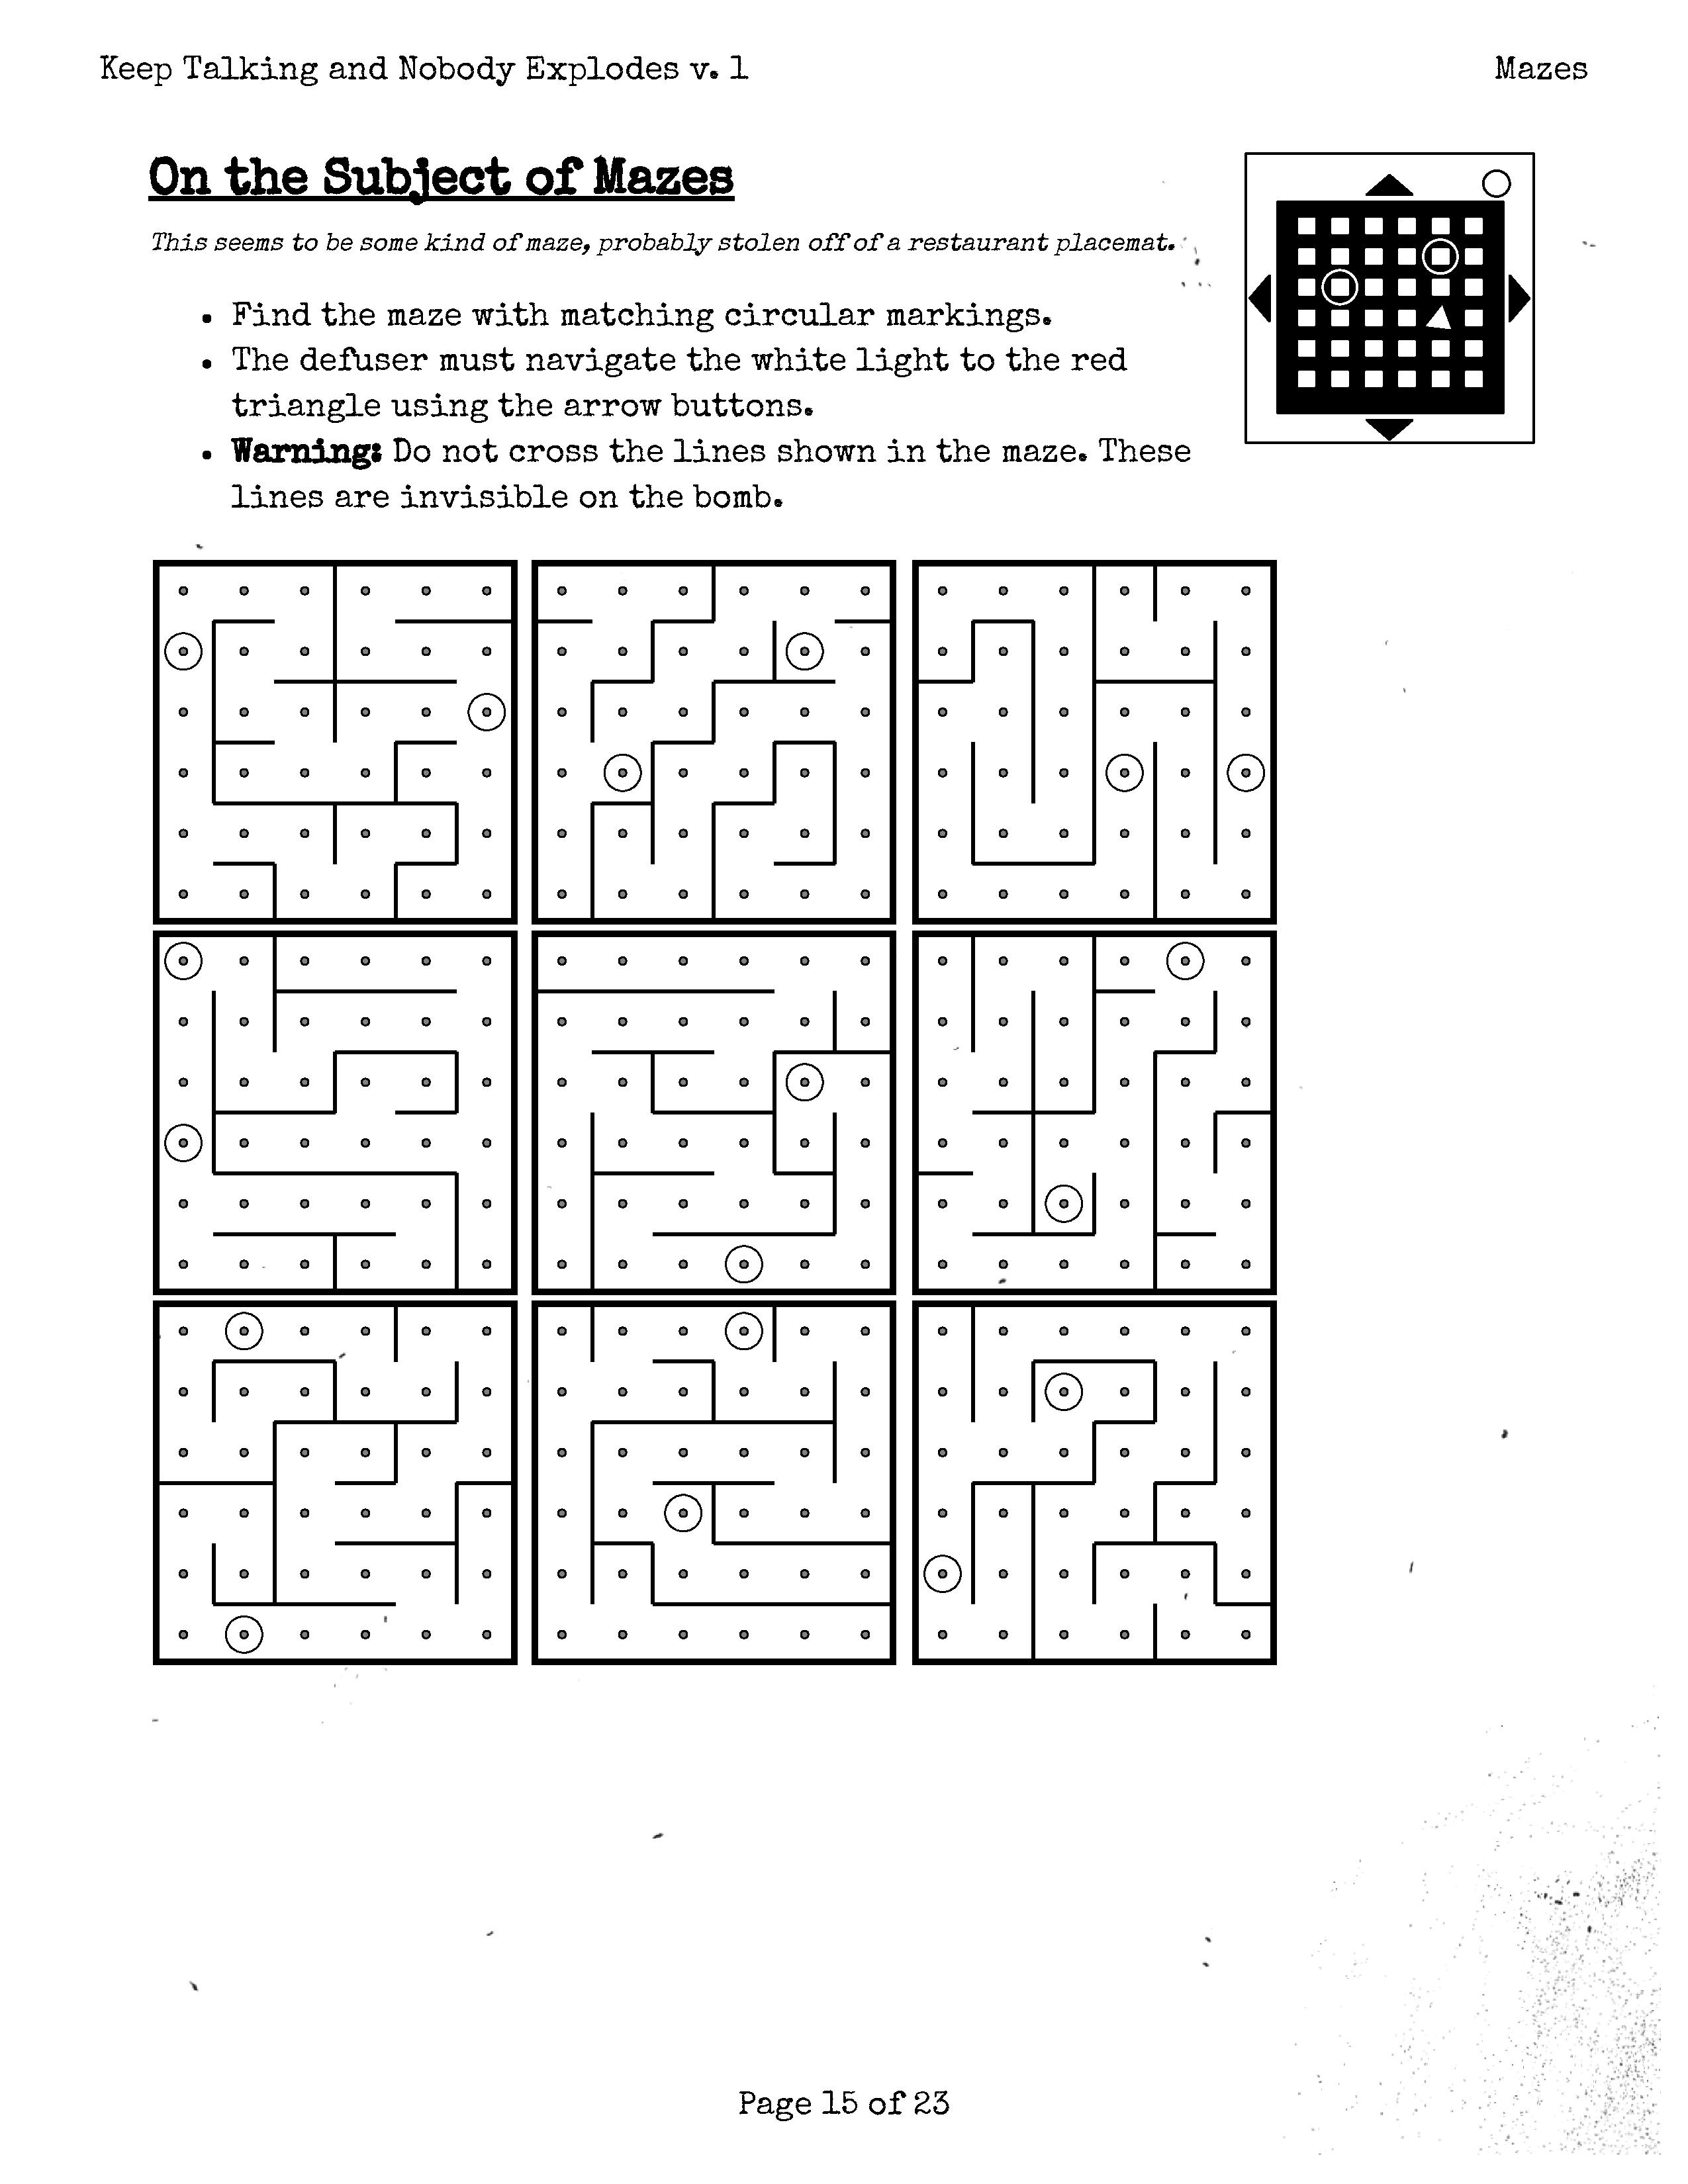 Keep Talking and Nobody Explodes v. 1
Mazes
On the Subject of Mazes
This seems to be some kind of maze, probably stolen off of a restaurant placemat.
• Find the maze with matching circular markings.
• The defuser must navigate the white light to the red
triangle using the arrow buttons.
• Warning: Do not cross the lines shown in the maze. These
lines are invisible on the bomb.
Page 15 of 23